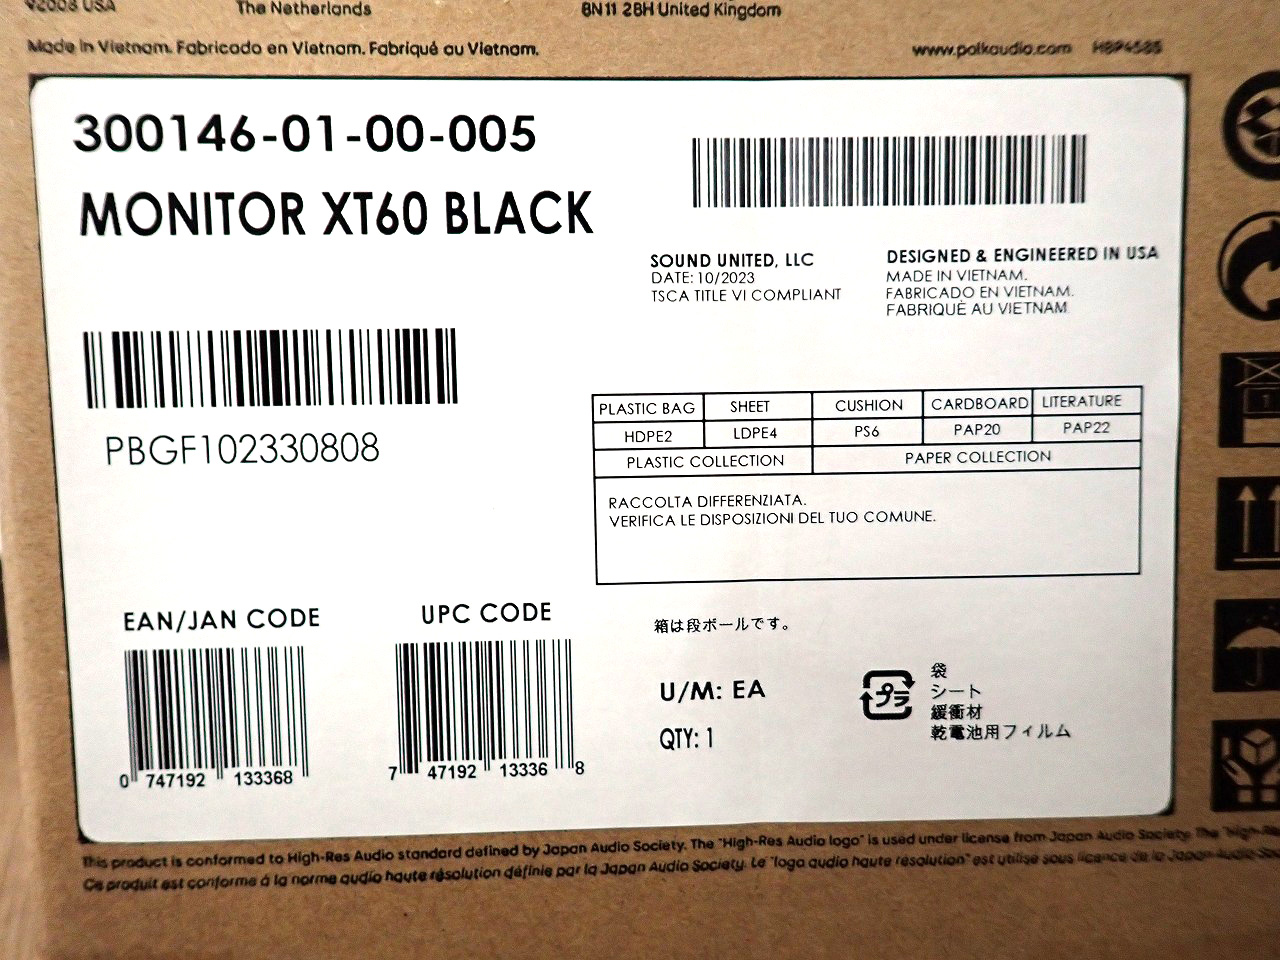 92008 USA
The Netherlands
BN11 2BH United Kingdom
Made in Vietnam. Fabricado en Vietnam. Fabriqué au Vietnam.
www.polkaudio.com
300146-01-00-005
MONITOR XT60 BLACK
SOUND UNITED, LLC
DATE: 10/2023
TSCA TITLE VI COMPLIANT
DESIGNED & ENGINEERED IN USA
MADE IN VIETNAM.
FABRICADO EN VIETNAM.
FABRIQUÈ AU VIETNAM
PBGF102330808
PLASTIC BAG SHEET CUSHION CARDBOARD LITERATURE
HDPE2 LDPE4 PS6 PAP20 PAP22
PLASTIC COLLECTION PAPER COLLECTION
RACCOLTA DIFFERENZIATA.
VERIFICA LE DISPOSIZIONI DEL TUO COMUNE.
EAN/JAN CODE
0 747192 133368
UPC CODE
7 47192 13336 8
箱は段ボールです。
U/M: EA
QTY: 1
プラ
袋
シート
緩衝材
乾電池用フィルム
This product is conformed to High-Res Audio standard defined by Japan Audio Society. The "High-Res Audio logo" is used under license from Japan Audio Society. The "High-Res
Ce produit est conforme à la norme audio haute résolution définie par la Japan Audio Society. Le "logo audio haute résolution" est utilisé sous licence de la Japan Audio